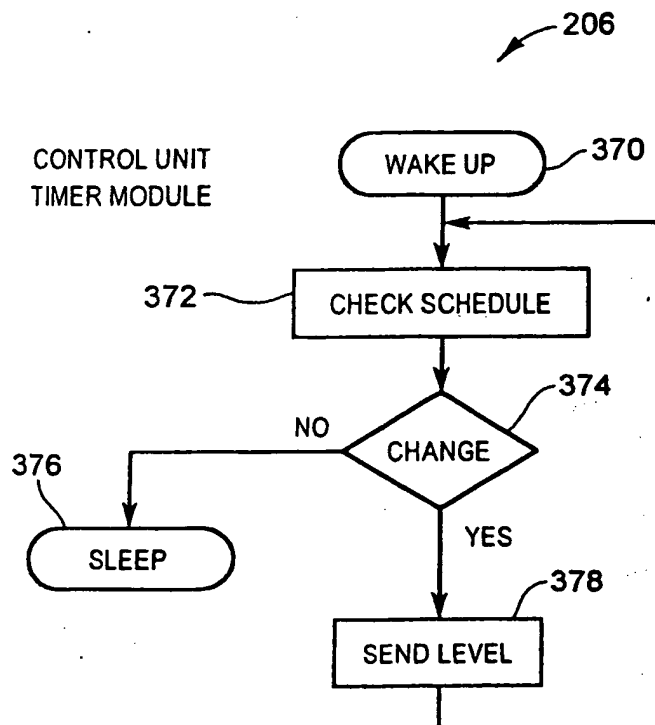 206
CONTROL UNIT
TIMER MODULE
WAKE UP
370
372
CHECK SCHEDULE
374
NO
CHANGE
376
YES
SLEEP
378
SEND LEVEL